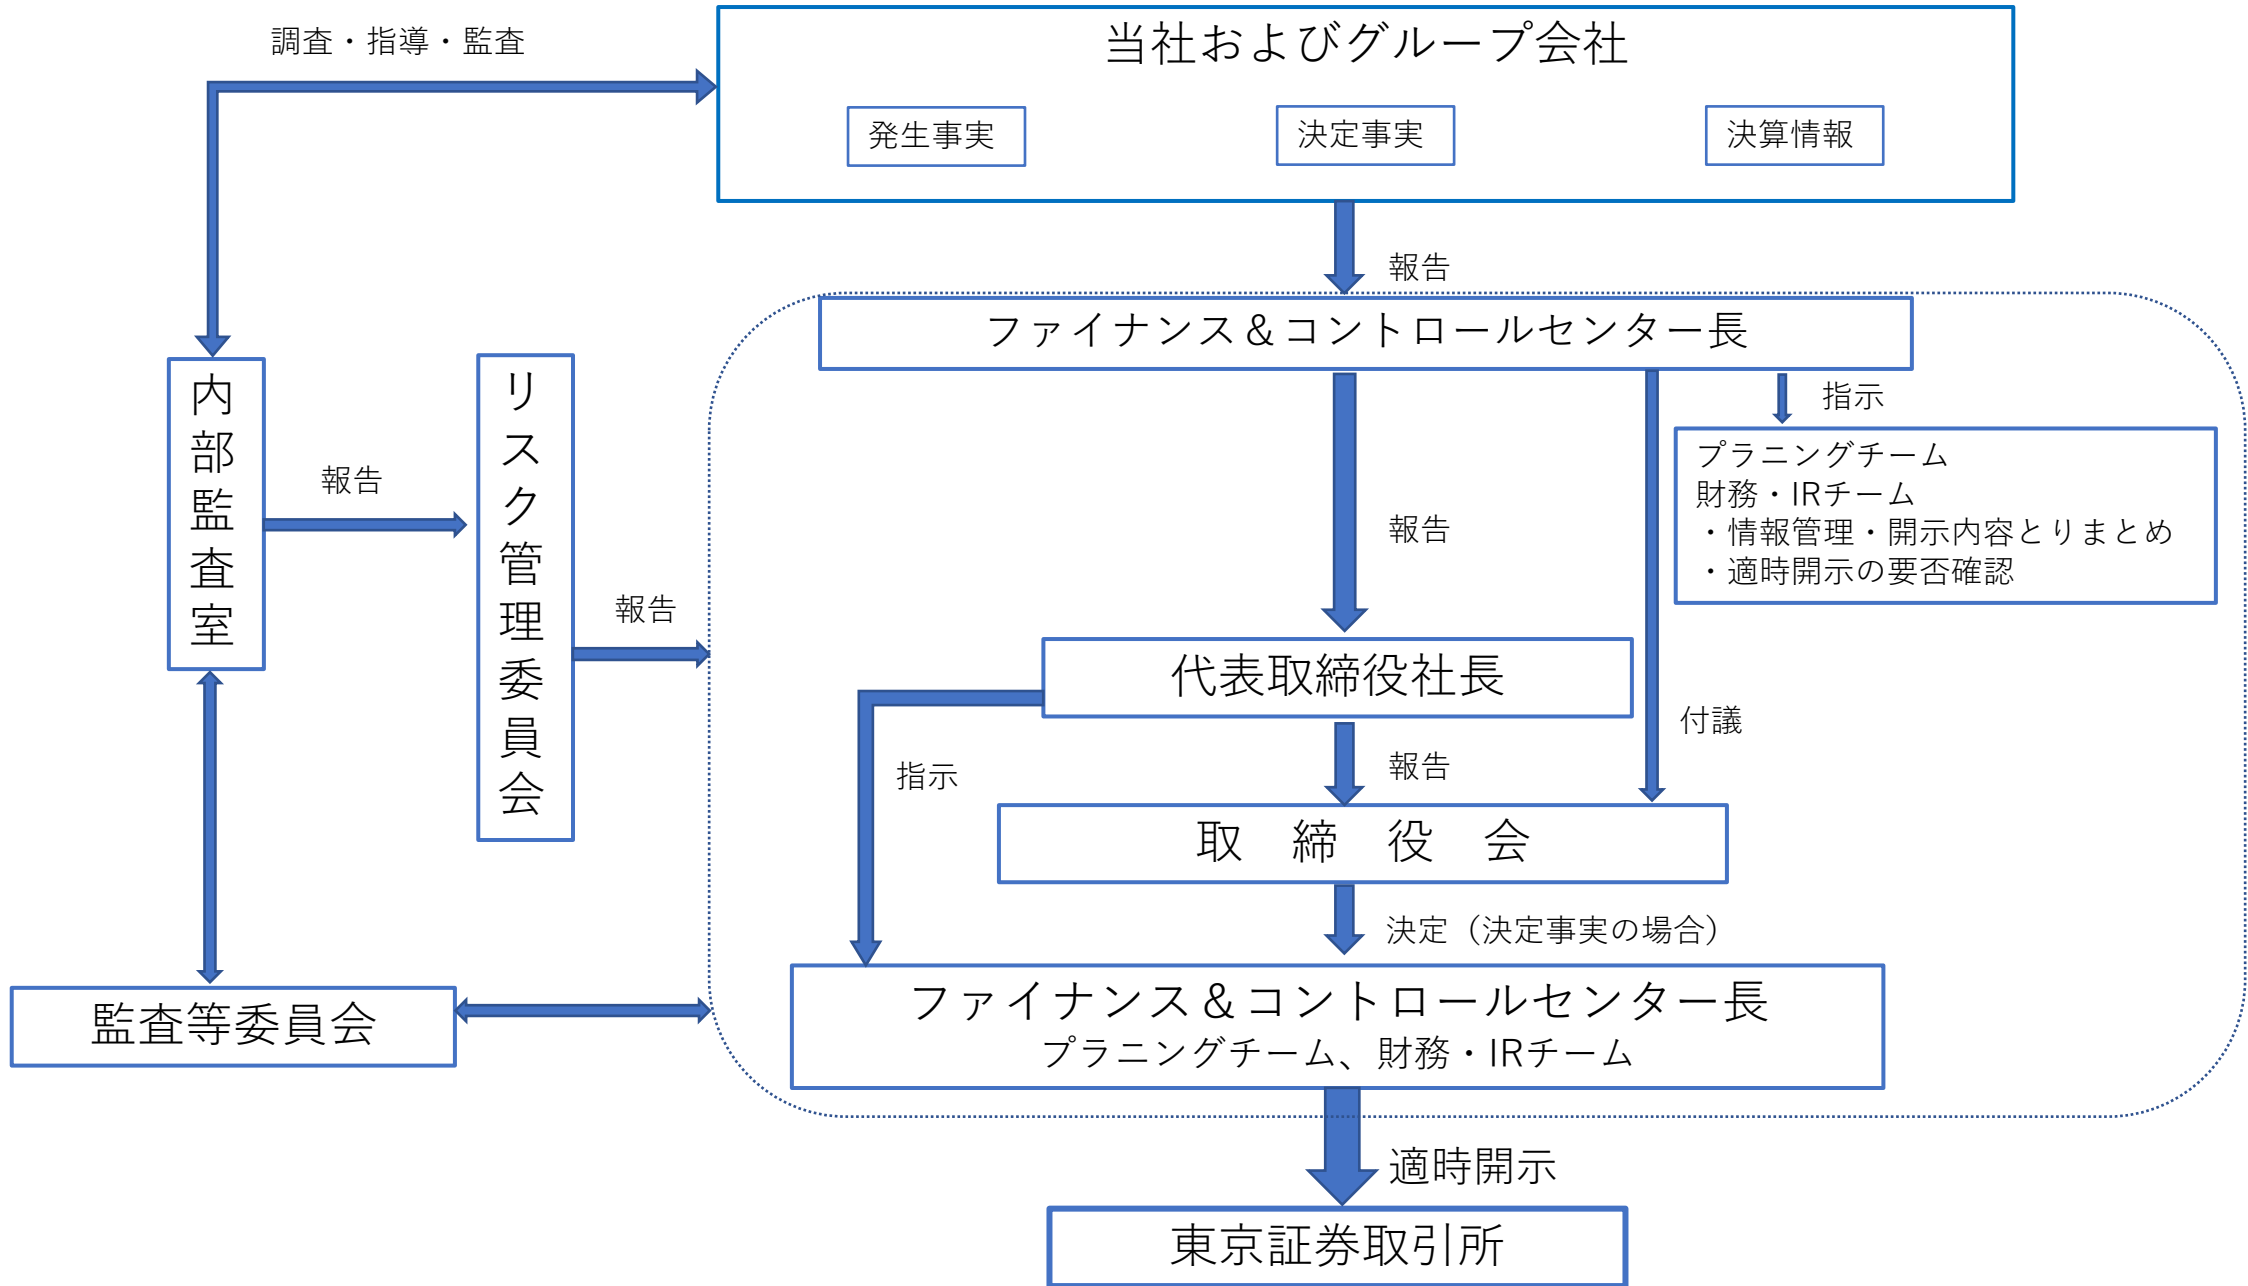 調査・指導・監査
当社およびグループ会社
発生事実
決定事実
決算情報
報告
ファイナンス＆コントロールセンター長
指示
プラニングチーム
財務・IRチーム
・情報管理・開示内容とりまとめ
・適時開示の要否確認
内部監査室
報告
リスク管理委員会
報告
報告
代表取締役社長
付議
指示
報告
取　締　役　会
決定（決定事実の場合）
監査等委員会
ファイナンス＆コントロールセンター長
プラニングチーム、財務・IRチーム
適時開示
東京証券取引所